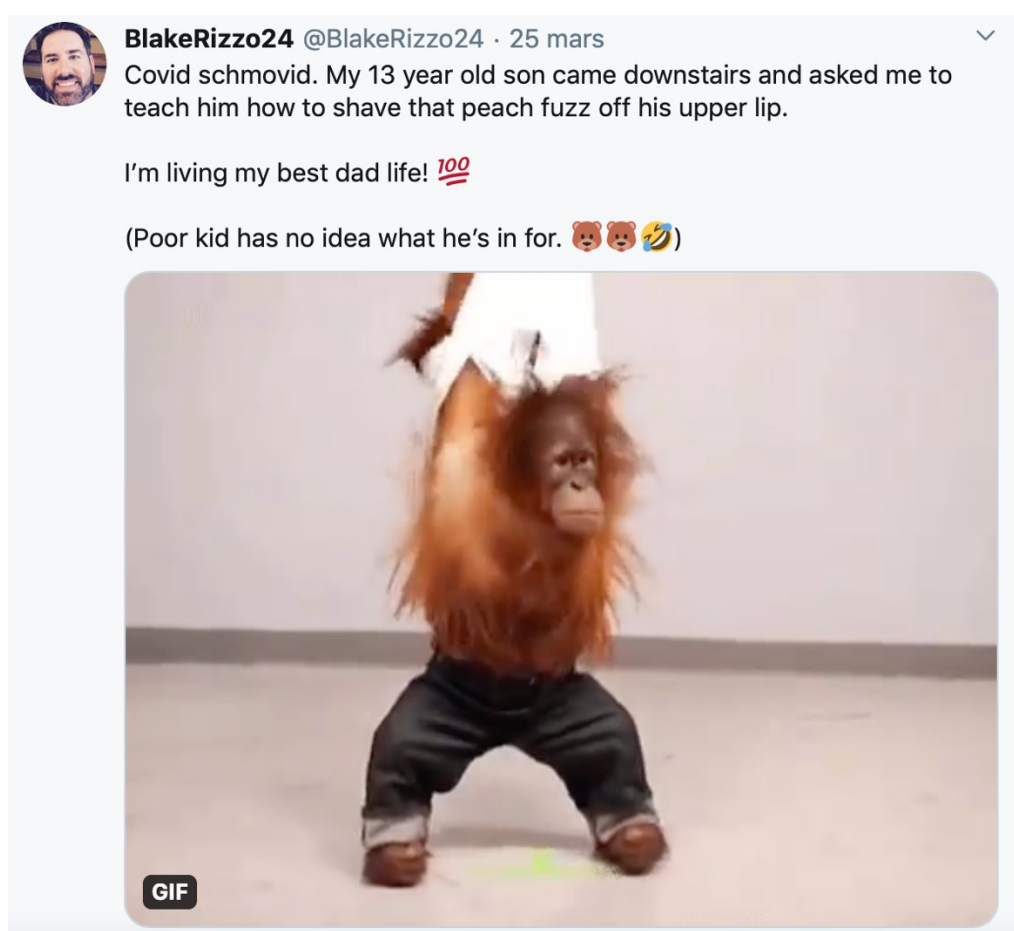 BlakeRizzo24 @BlakeRizzo24 · 25 mars
Covid schmovid. My 13 year old son came downstairs and asked me to
teach him how to shave that peach fuzz off his upper lip.
I’m living my best dad life! 💯
(Poor kid has no idea what he’s in for. 🐻🐻🤣)
GIF